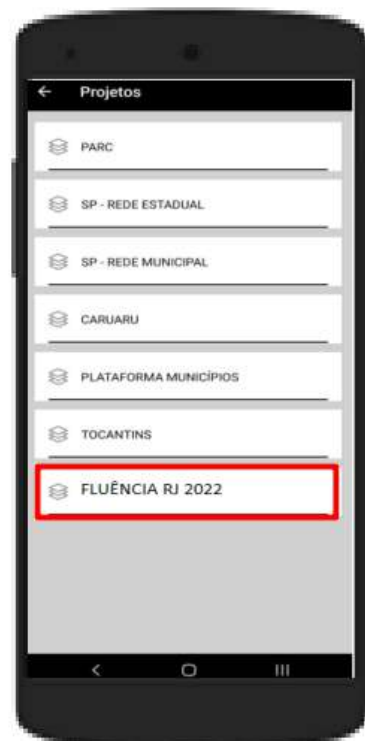 Projetos
PARC
SP - REDE ESTADUAL
SP - REDE MUNICIPAL
CARUARU
PLATAFORMA MUNICÍPIOS
TOCANTINS
FLUÊNCIA RJ 2022